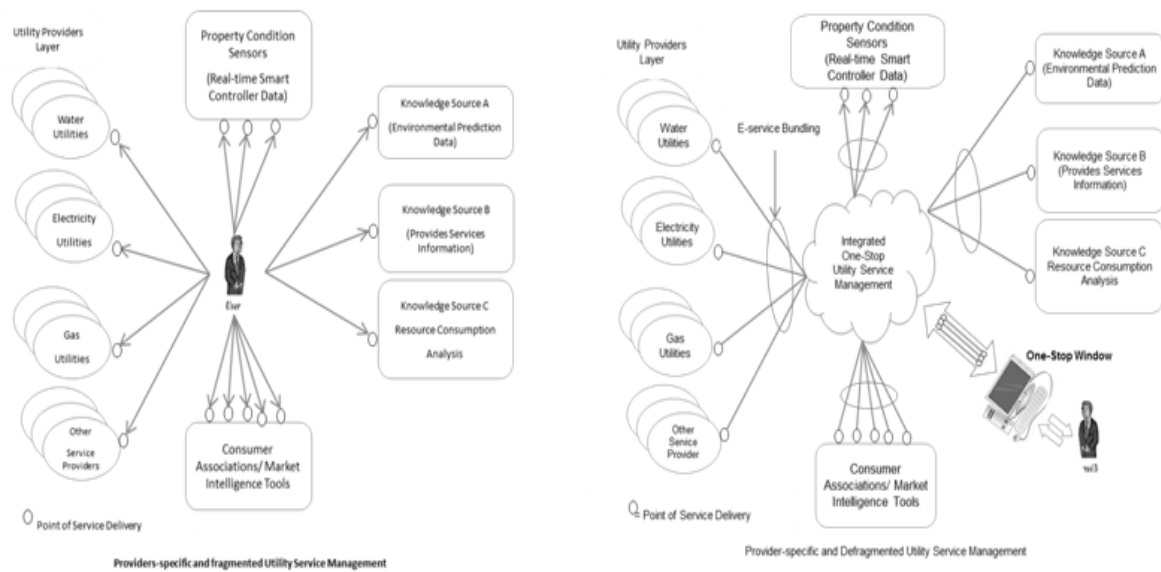 Utility Providers
Layer
Property Condition
Sensors
(Real-time Smart
Controller Data)
Water
Utilities
Electricity
Utilities
Gas
Utilities
Other
Service
Providers
User
Knowledge Source A
(Environmental Prediction
Data)
Knowledge Source B
(Provides Services
Information)
Knowledge Source C
Resource Consumption
Analysis
Consumer
Associations/ Market
Intelligence Tools
Point of Service Delivery
Providers-specific and fragmented Utility Service Management
Utility Providers
Layer
Property Condition
Sensors
(Real-time Smart
Controller Data)
E-service Bundling
Water
Utilities
Electricity
Utilities
Gas
Utilities
Other
Service
Provider
Integrated
One-Stop
Utility Service
Management
Knowledge Source A
(Environmental Prediction
Data)
Knowledge Source B
(Provides Services
Information)
Knowledge Source C
Resource Consumption
Analysis
One-Stop Window
User
Consumer
Associations/ Market
Intelligence Tools
= Point of Service Delivery
Provider-specific and Defragmented Utility Service Management